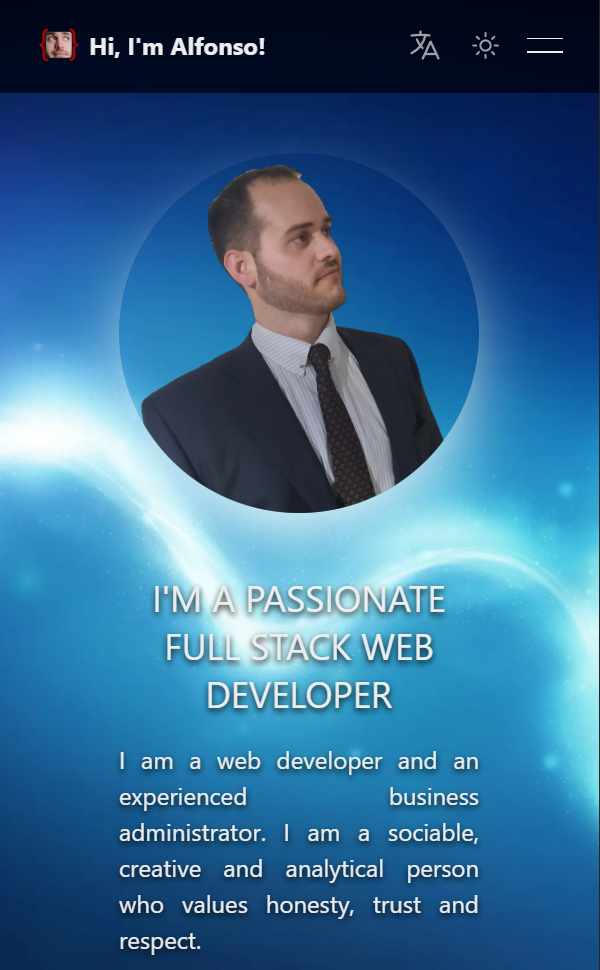 Hi, I'm Alfonso!
I'M A PASSIONATE
FULL STACK WEB
DEVELOPER
I am a web developer and an
experienced business
administrator. I am a sociable,
creative and analytical person
who values honesty, trust and
respect.